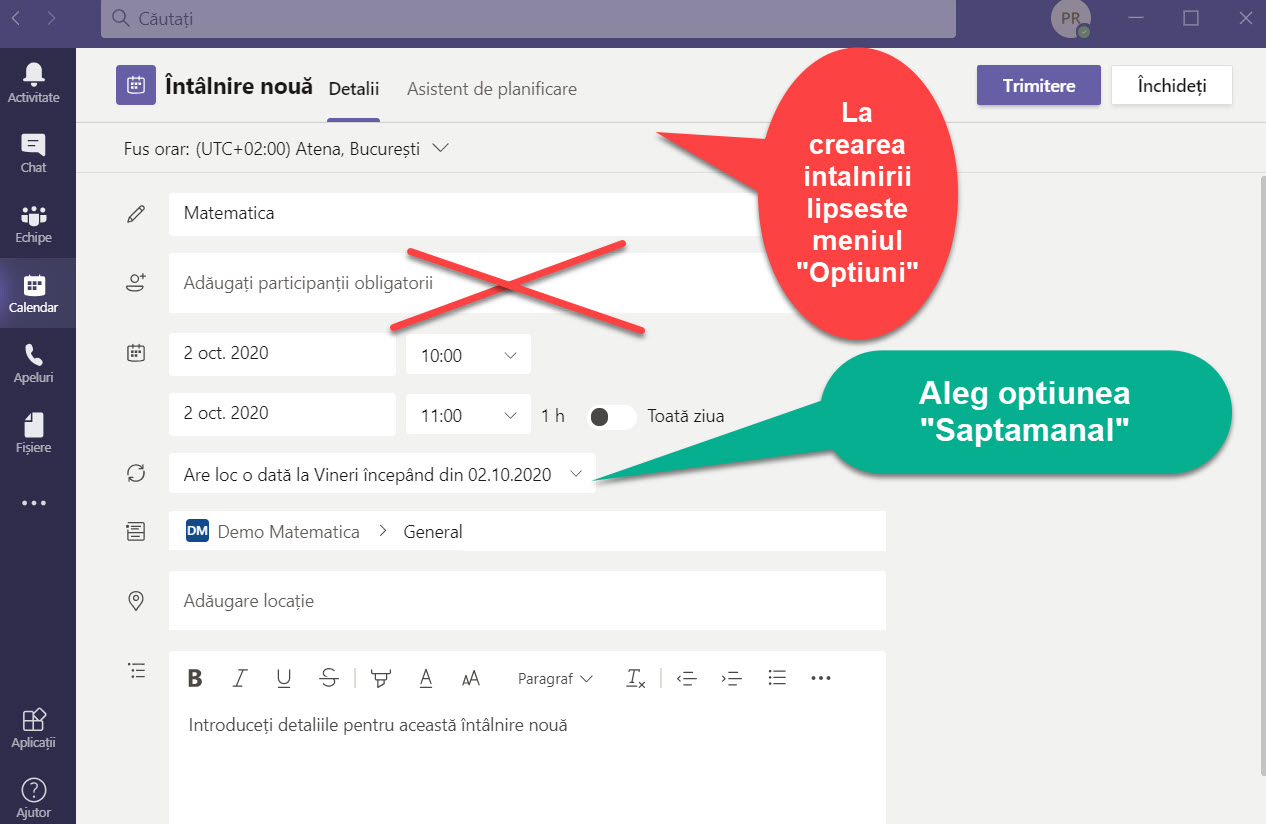 Căutați
PR
Activitate
Chat
Echipe
Calendar
Apeluri
Fișiere
Aplicații
Ajutor
Întâlnire nouă
Detalii
Asistent de planificare
Trimitere
Închideți
Fus orar: (UTC+02:00) Atena, București
La
crearea
intalnirii
lipseste
meniul
"Optiuni"
Matematica
Adăugați participanții obligatorii
2 oct. 2020
10:00
2 oct. 2020
11:00
1 h
Toată ziua
Aleg optiunea
"Saptamanal"
Are loc o dată la Vineri începând din 02.10.2020
DM Demo Matematica > General
Adăugare locație
B I U S A AA Paragraf Tx
Introduceți detaliile pentru această întâlnire nouă